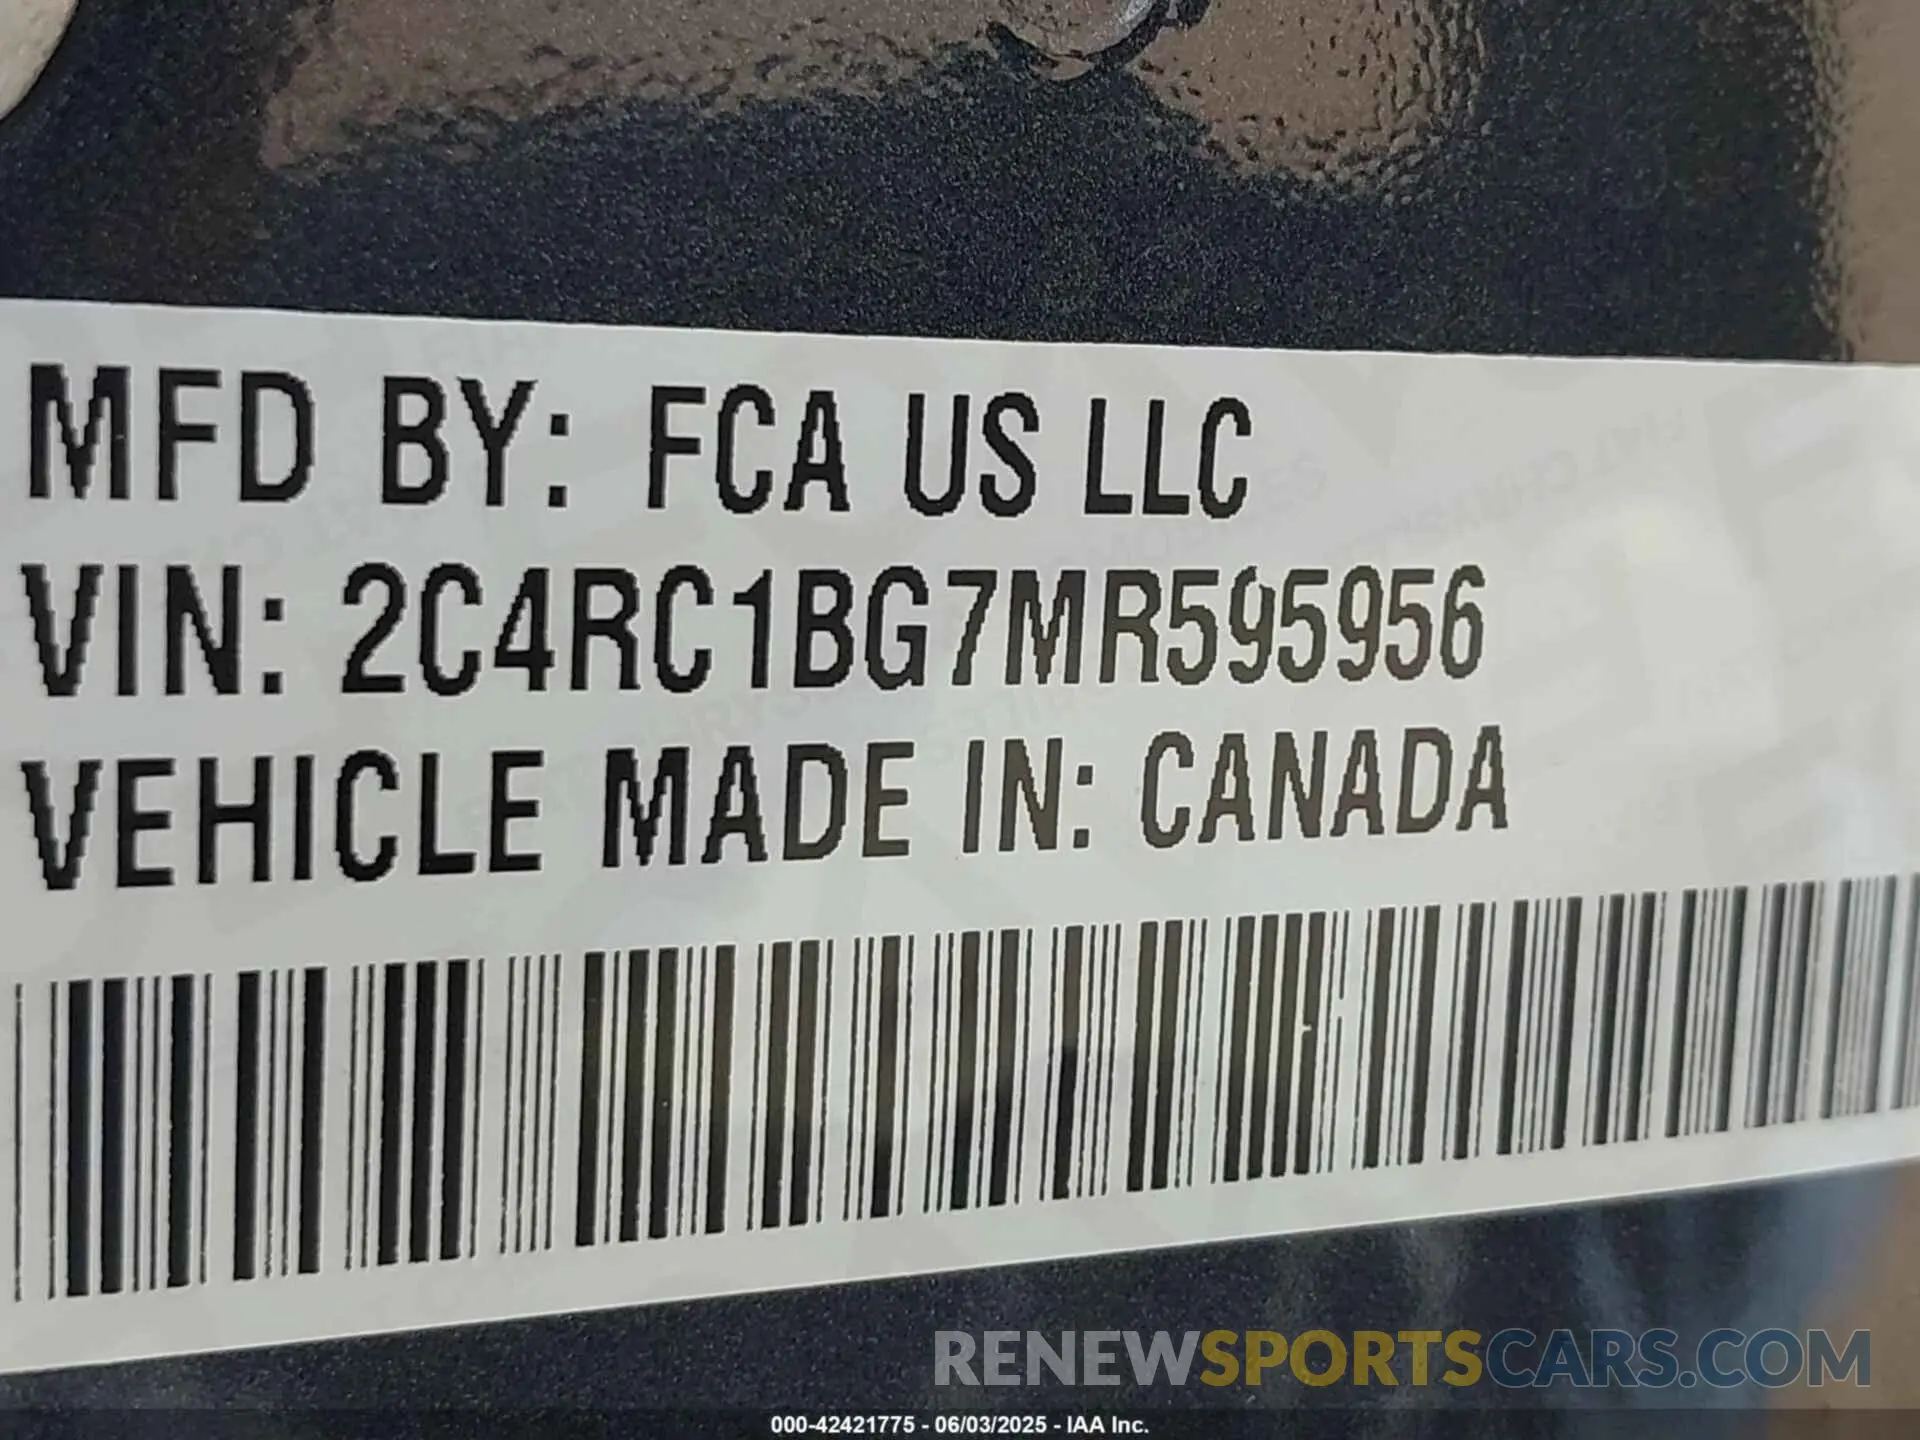 MFD BY: FCA US LLC
VIN: 2C4RC1BG7MR595956
VEHICLE MADE IN: CANADA
RENEWSPORTSCARS.COM
000-42421775 - 06/03/2025 - IAA Inc.